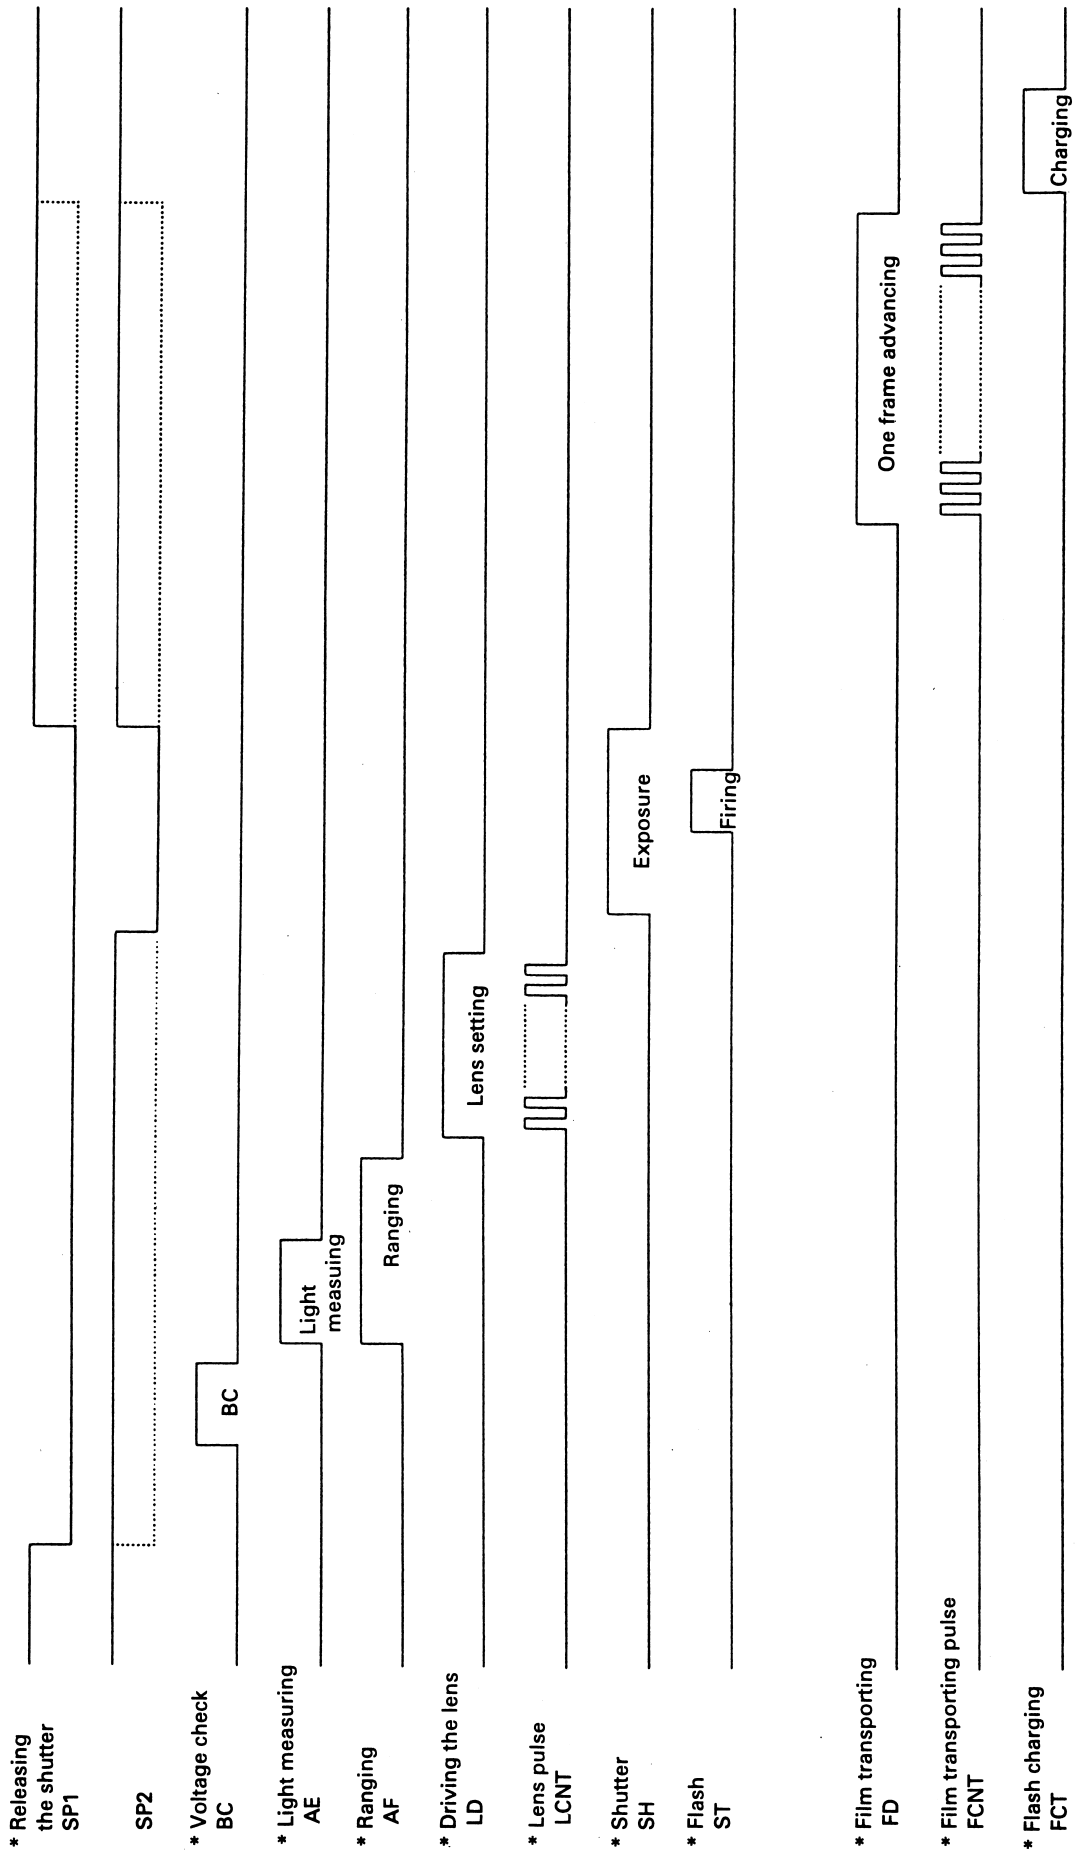 * Releasing
the shutter
SP1
SP2
* Voltage check
BC
BC
* Light measuring
AE
Light
measuing
* Ranging
AF
Ranging
* Driving the lens
LD
Lens setting
* Lens pulse
LCNT
* Shutter
SH
Exposure
* Flash
ST
Firing
* Film transporting
FD
One frame advancing
* Film transporting pulse
FCNT
* Flash charging
FCT
Charging